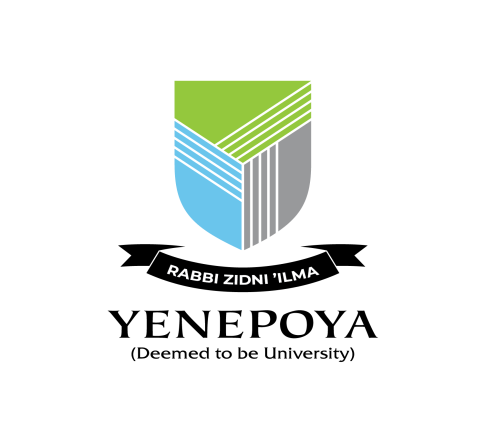 RABBI ZIDNI 'ILMA
YENEPOYA
(Deemed to be University)